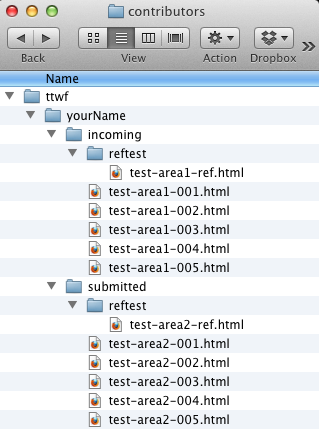 contributors
Back View Action Dropbox
Name
ttwf
yourName
incoming
reftest
test-area1-ref.html
test-area1-001.html
test-area1-002.html
test-area1-003.html
test-area1-004.html
test-area1-005.html
submitted
reftest
test-area2-ref.html
test-area2-001.html
test-area2-002.html
test-area2-003.html
test-area2-004.html
test-area2-005.html